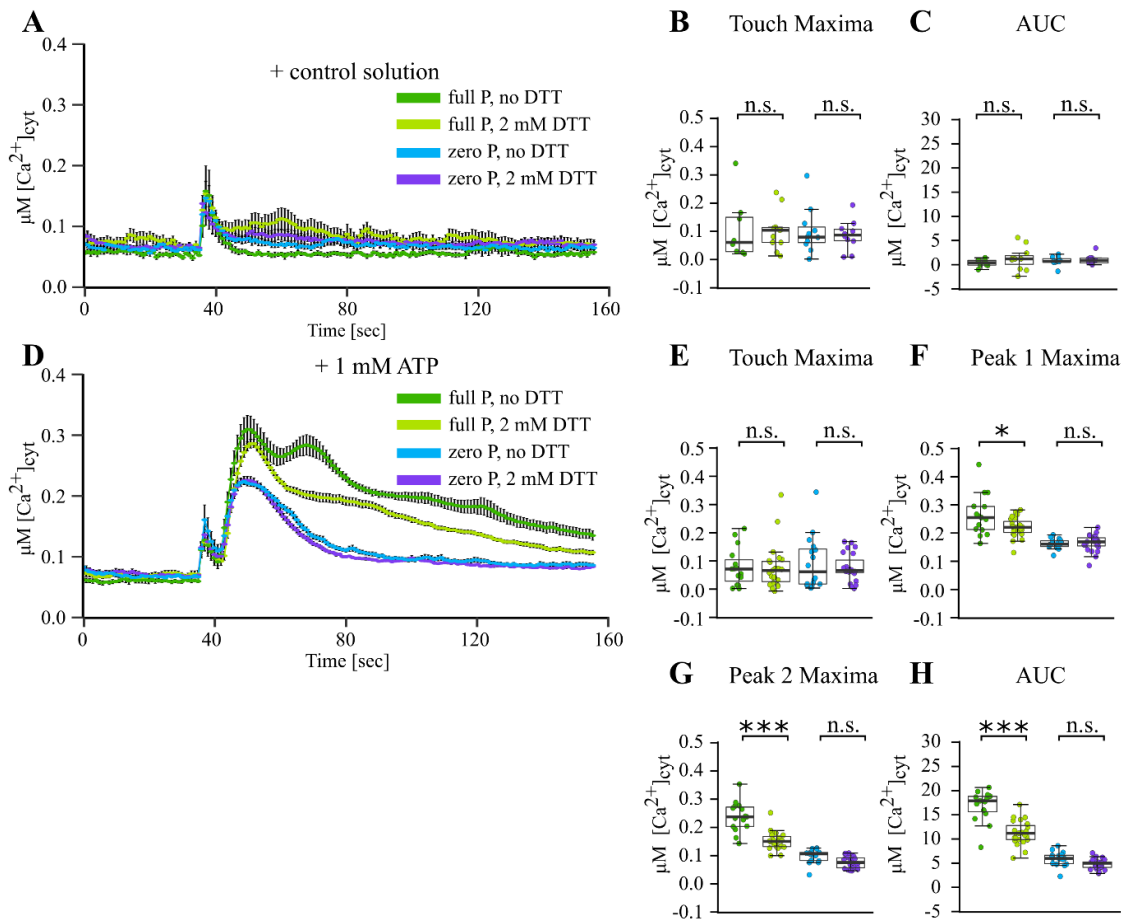 A
+ control solution
full P, no DTT
full P, 2 mM DTT
zero P, no DTT
zero P, 2 mM DTT
µM [Ca2+]cyt
0.4
0.3
0.2
0.1
0.0
0
40
80
120
160
Time [sec]
B
Touch Maxima
n.s.
n.s.
µM [Ca2+]cyt
0.5
0.4
0.3
0.2
0.1
0.0
-0.1
C
AUC
n.s.
n.s.
µM [Ca2+]cyt
30
25
20
15
10
5
0
-5
D
+ 1 mM ATP
full P, no DTT
full P, 2 mM DTT
zero P, no DTT
zero P, 2 mM DTT
µM [Ca2+]cyt
0.4
0.3
0.2
0.1
0.0
0
40
80
120
160
Time [sec]
E
Touch Maxima
n.s.
n.s.
µM [Ca2+]cyt
0.5
0.4
0.3
0.2
0.1
0.0
-0.1
F
Peak 1 Maxima
*
n.s.
µM [Ca2+]cyt
0.5
0.4
0.3
0.2
0.1
0.0
-0.1
G
Peak 2 Maxima
***
n.s.
µM [Ca2+]cyt
0.5
0.4
0.3
0.2
0.1
0.0
-0.1
H
AUC
***
n.s.
µM [Ca2+]cyt
30
25
20
15
10
5
0
-5